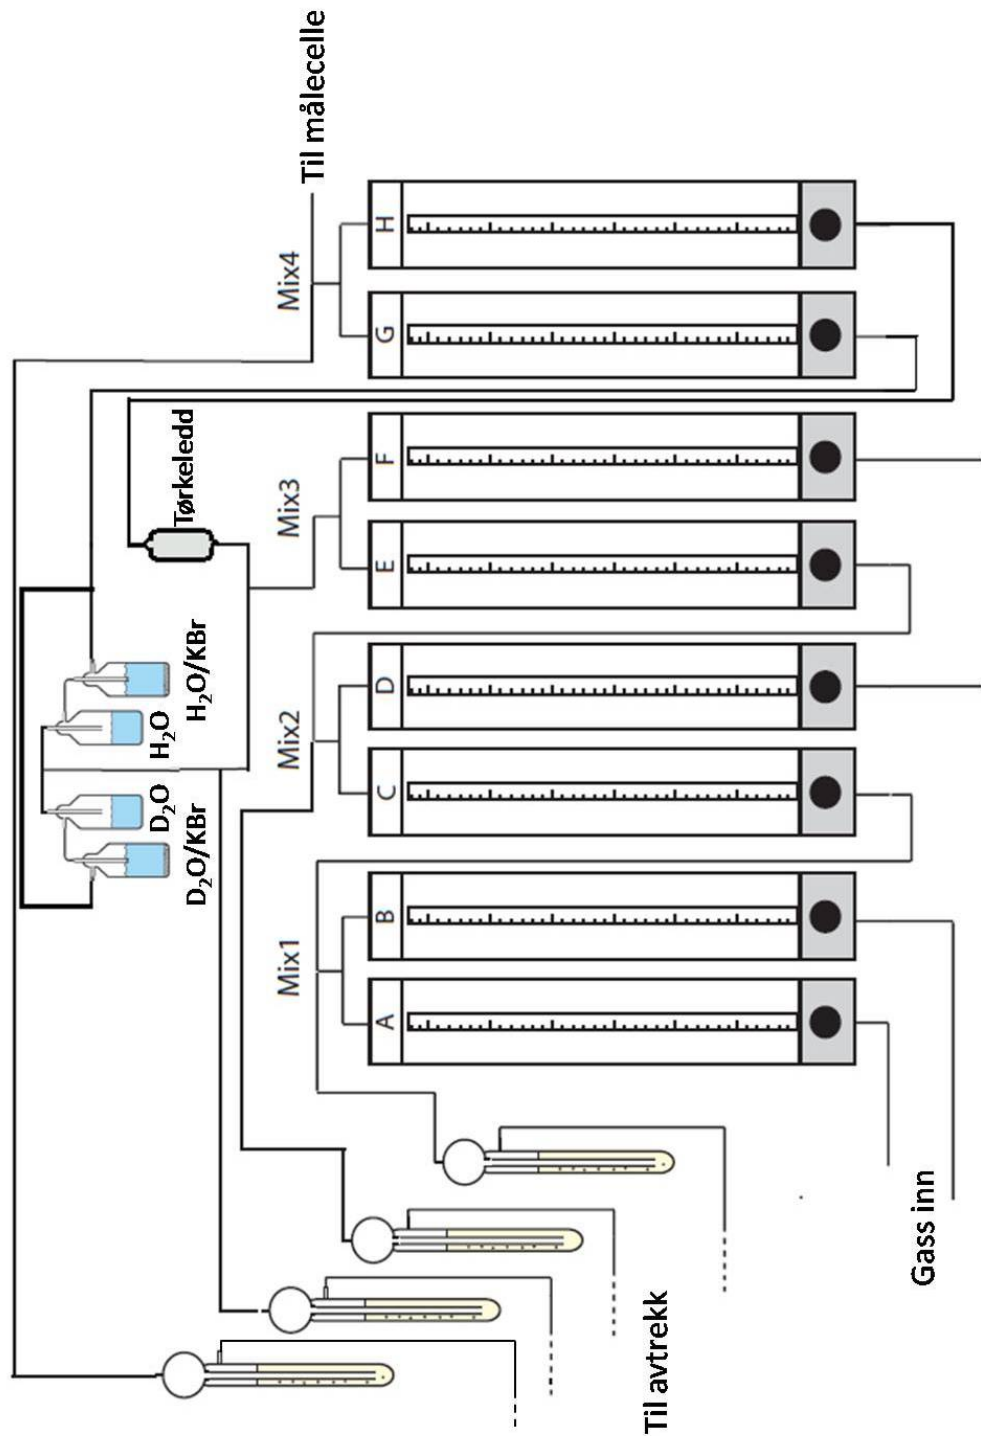 Til målecelle
Mix4
H
G
Tørkeledd
Mix3
F
E
H₂O/KBr
H₂O
D₂O
D₂O/KBr
Mix2
D
C
Mix1
B
A
Gass inn
Til avtrekk